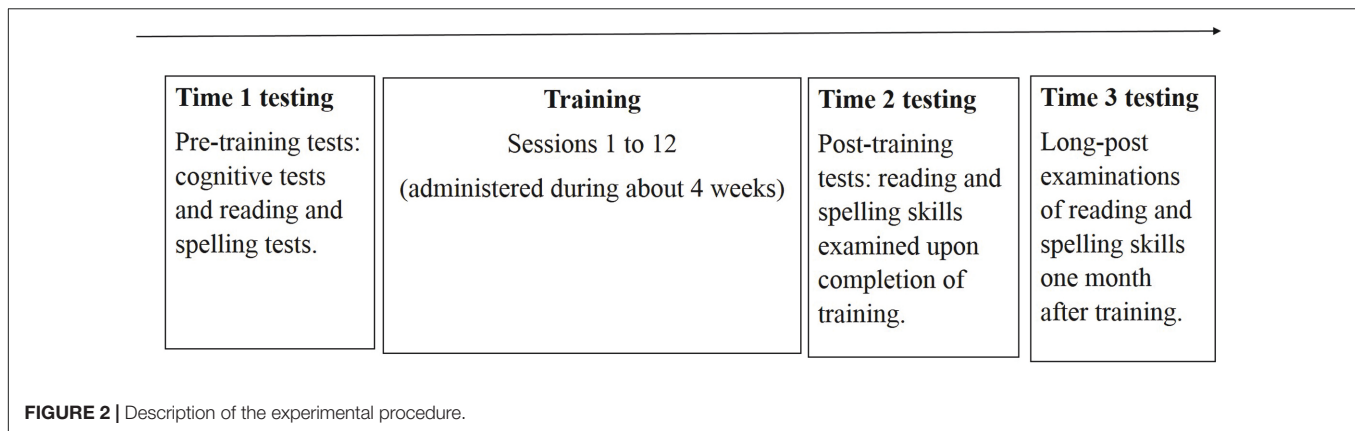 Time 1 testing
Pre-training tests:
cognitive tests
and reading and
spelling tests.
Training
Sessions 1 to 12
(administered during about 4 weeks)
Time 2 testing
Post-training
tests: reading and
spelling skills
examined upon
completion of
training.
Time 3 testing
Long-post
examinations
of reading and
spelling skills
one month
after training.
FIGURE 2 | Description of the experimental procedure.